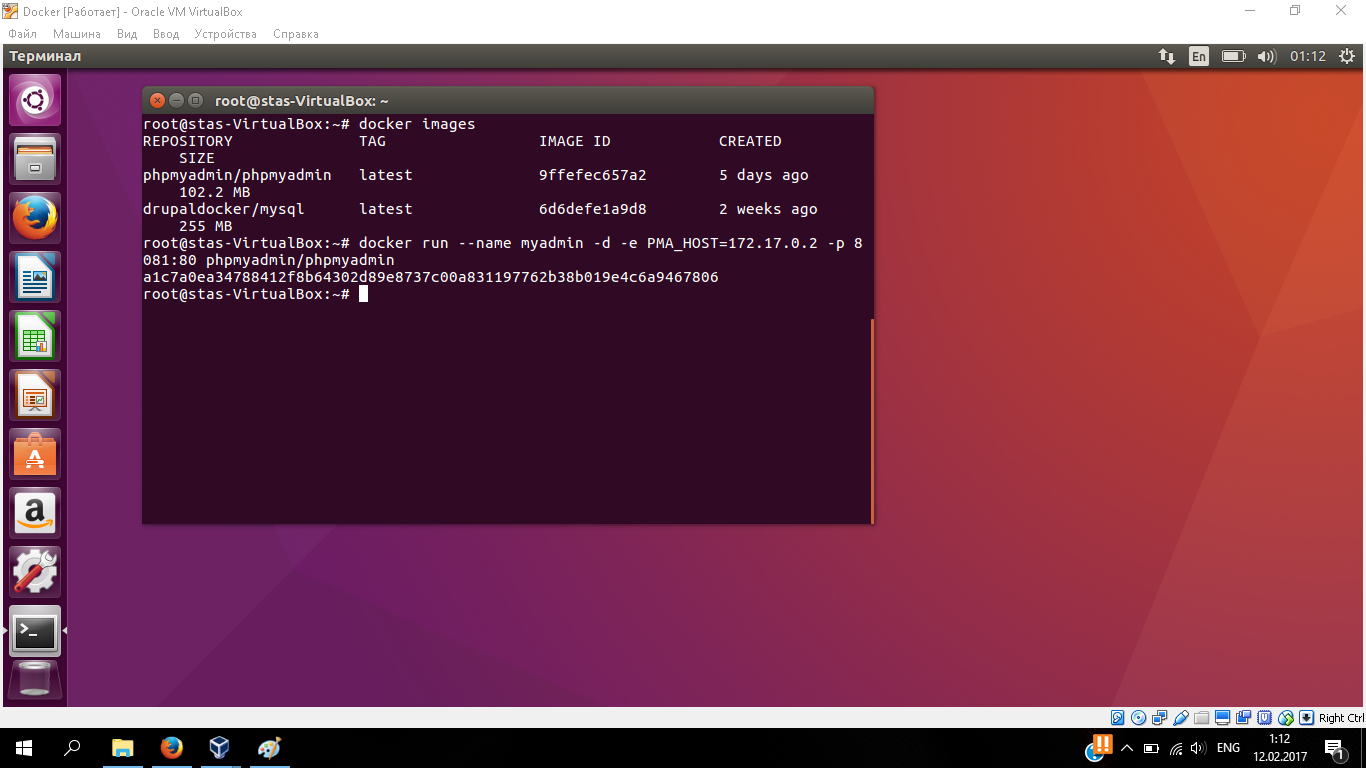 Docker [Работает] - Oracle VM VirtualBox
Файл Машина Вид Ввод Устройства Справка
Терминал En 01:12
root@stas-VirtualBox: ~
root@stas-VirtualBox:~# docker images
REPOSITORY TAG IMAGE ID CREATED
SIZE
phpmyadmin/phpmyadmin latest 9ffefec657a2 5 days ago
102.2 MB
drupaldocker/mysql latest 6d6defe1a9d8 2 weeks ago
255 MB
root@stas-VirtualBox:~# docker run --name myadmin -d -e PMA_HOST=172.17.0.2 -p 8
081:80 phpmyadmin/phpmyadmin
a1c7a0ea34788412f8b64302d89e8737c00a831197762b38b019e4c6a9467806
root@stas-VirtualBox:~#
Right Ctrl
ENG 1:12
12.02.2017
1